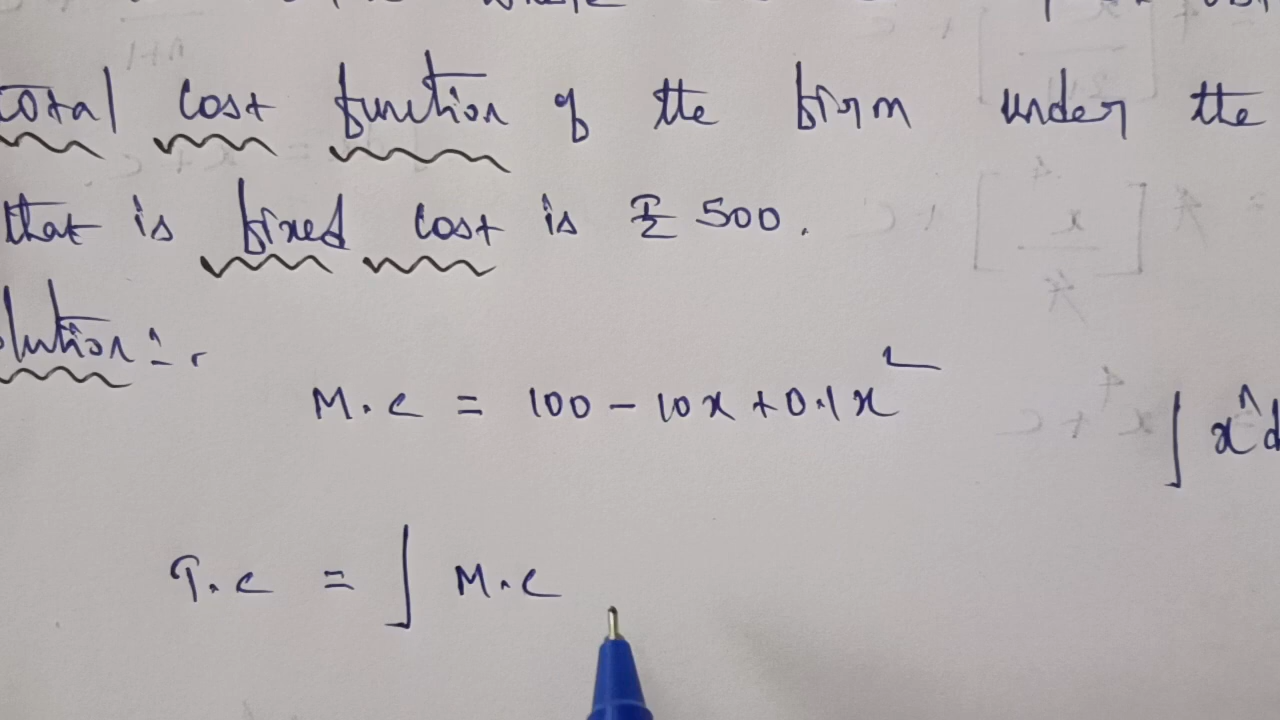 total cost function of the firm under the
that is fixed cost is ₹ 500.
lution:-
M.C = 100 - 10x + 0.1x²
∫ xⁿ d
T.C = ∫ M.C